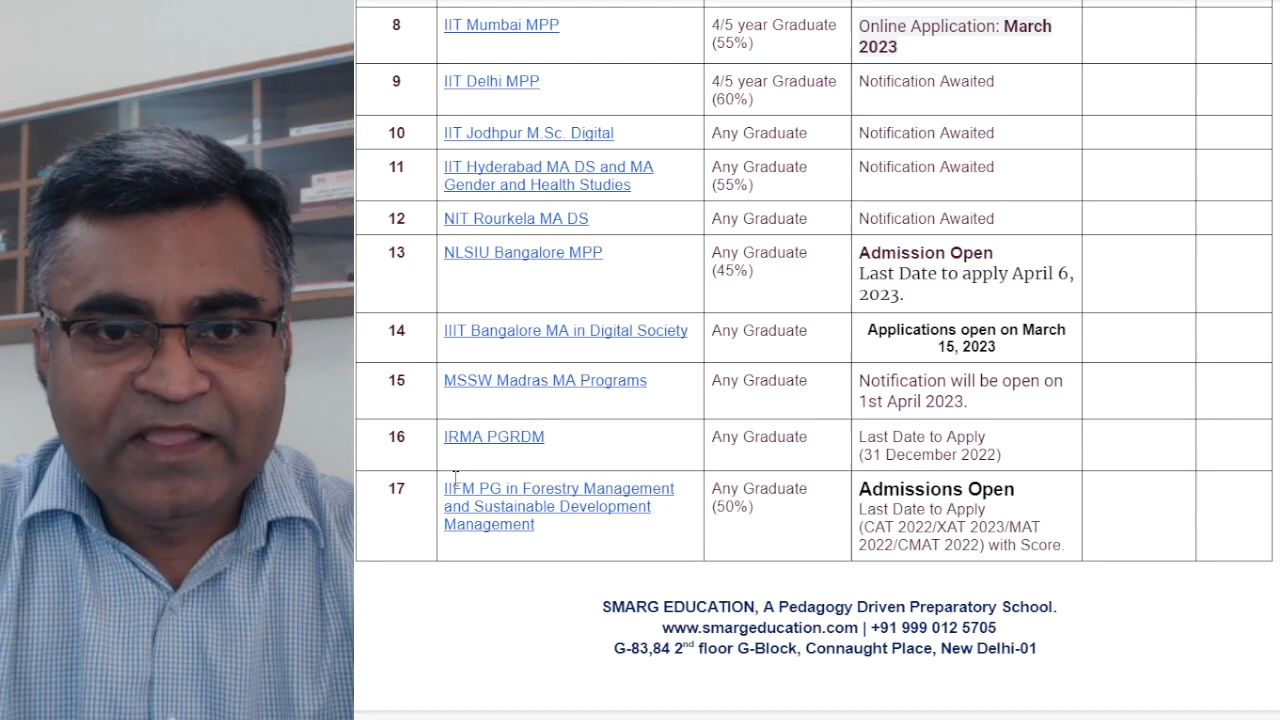 8 IIT Mumbai MPP 4/5 year Graduate Online Application: March
(55%) 2023
9 IIT Delhi MPP 4/5 year Graduate Notification Awaited
(60%)
10 IIT Jodhpur M.Sc. Digital Any Graduate Notification Awaited
11 IIT Hyderabad MA DS and MA Any Graduate Notification Awaited
Gender and Health Studies (55%)
12 NIT Rourkela MA DS Any Graduate Notification Awaited
13 NLSIU Bangalore MPP Any Graduate Admission Open
(45%) Last Date to apply April 6,
2023.
14 IIIT Bangalore MA in Digital Society Any Graduate Applications open on March
15, 2023
15 MSSW Madras MA Programs Any Graduate Notification will be open on
1st April 2023.
16 IRMA PGRDM Any Graduate Last Date to Apply
(31 December 2022)
17 IIFM PG in Forestry Management Any Graduate Admissions Open
and Sustainable Development (50%) Last Date to Apply
Management (CAT 2022/XAT 2023/MAT
2022/CMAT 2022) with Score.
SMARG EDUCATION, A Pedagogy Driven Preparatory School.
www.smargeducation.com | +91 999 012 5705
G-83,84 2nd floor G-Block, Connaught Place, New Delhi-01